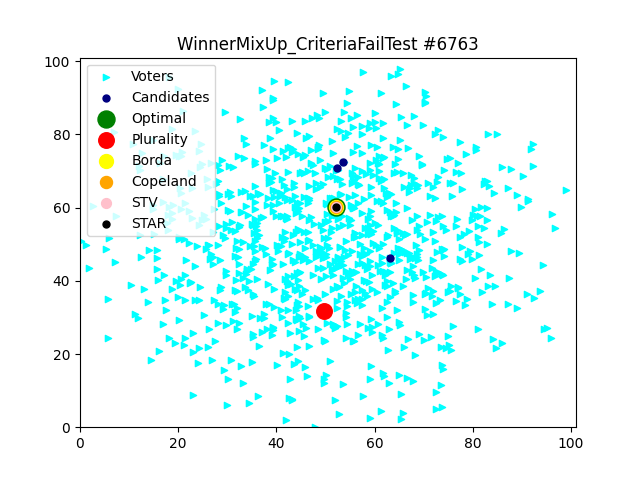 WinnerMixUp_CriteriaFailTest #6763
100
80
60
40
20
0
0
20
40
60
80
100
Voters
Candidates
Optimal
Plurality
Borda
Copeland
STV
STAR